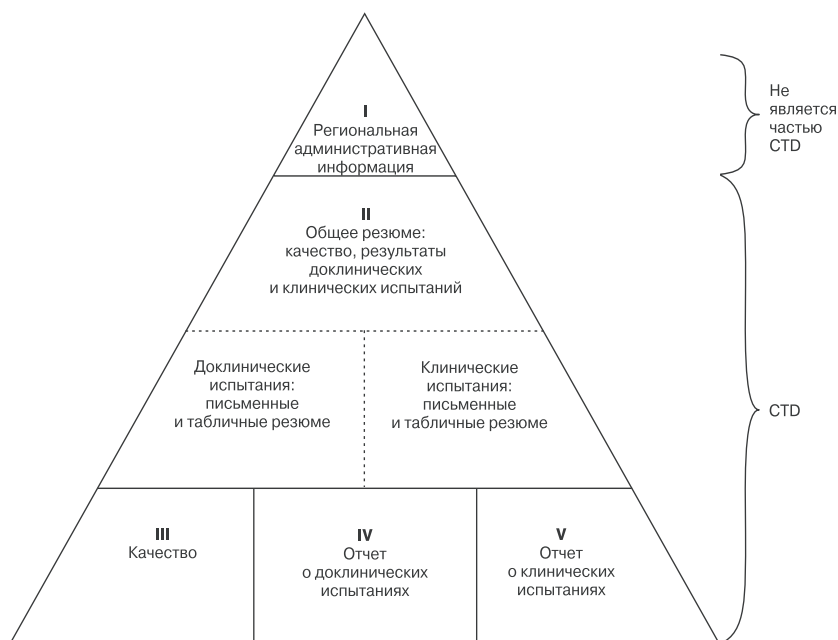 I
Региональная
административная
информация
Не
является
частью
CTD
II
Общее резюме:
качество, результаты
доклинических
и клинических испытаний
Доклинические
испытания:
письменные
и табличные резюме
Клинические
испытания:
письменные
и табличные резюме
CTD
III
Качество
IV
Отчет
о доклинических
испытаниях
V
Отчет
о клинических
испытаниях